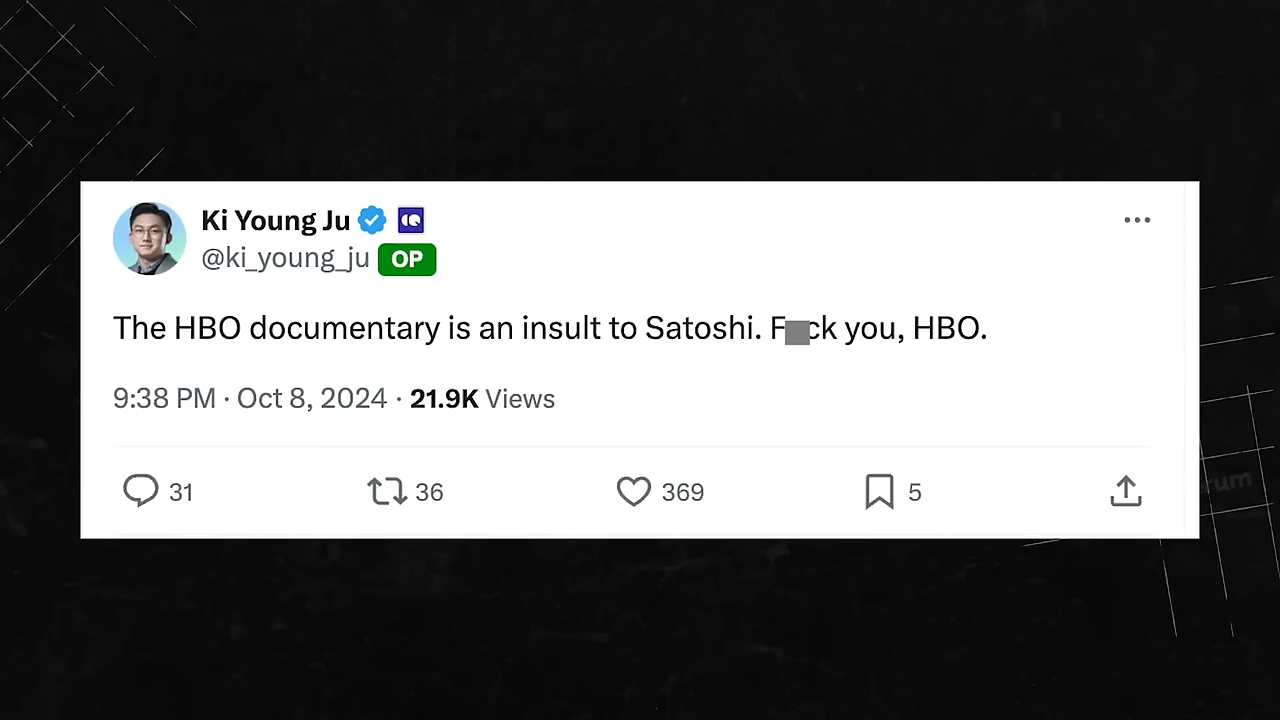 Ki Young Ju
@ki_young_ju OP
The HBO documentary is an insult to Satoshi. F ck you, HBO.
9:38 PM · Oct 8, 2024 · 21.9K Views
31 36 369 5